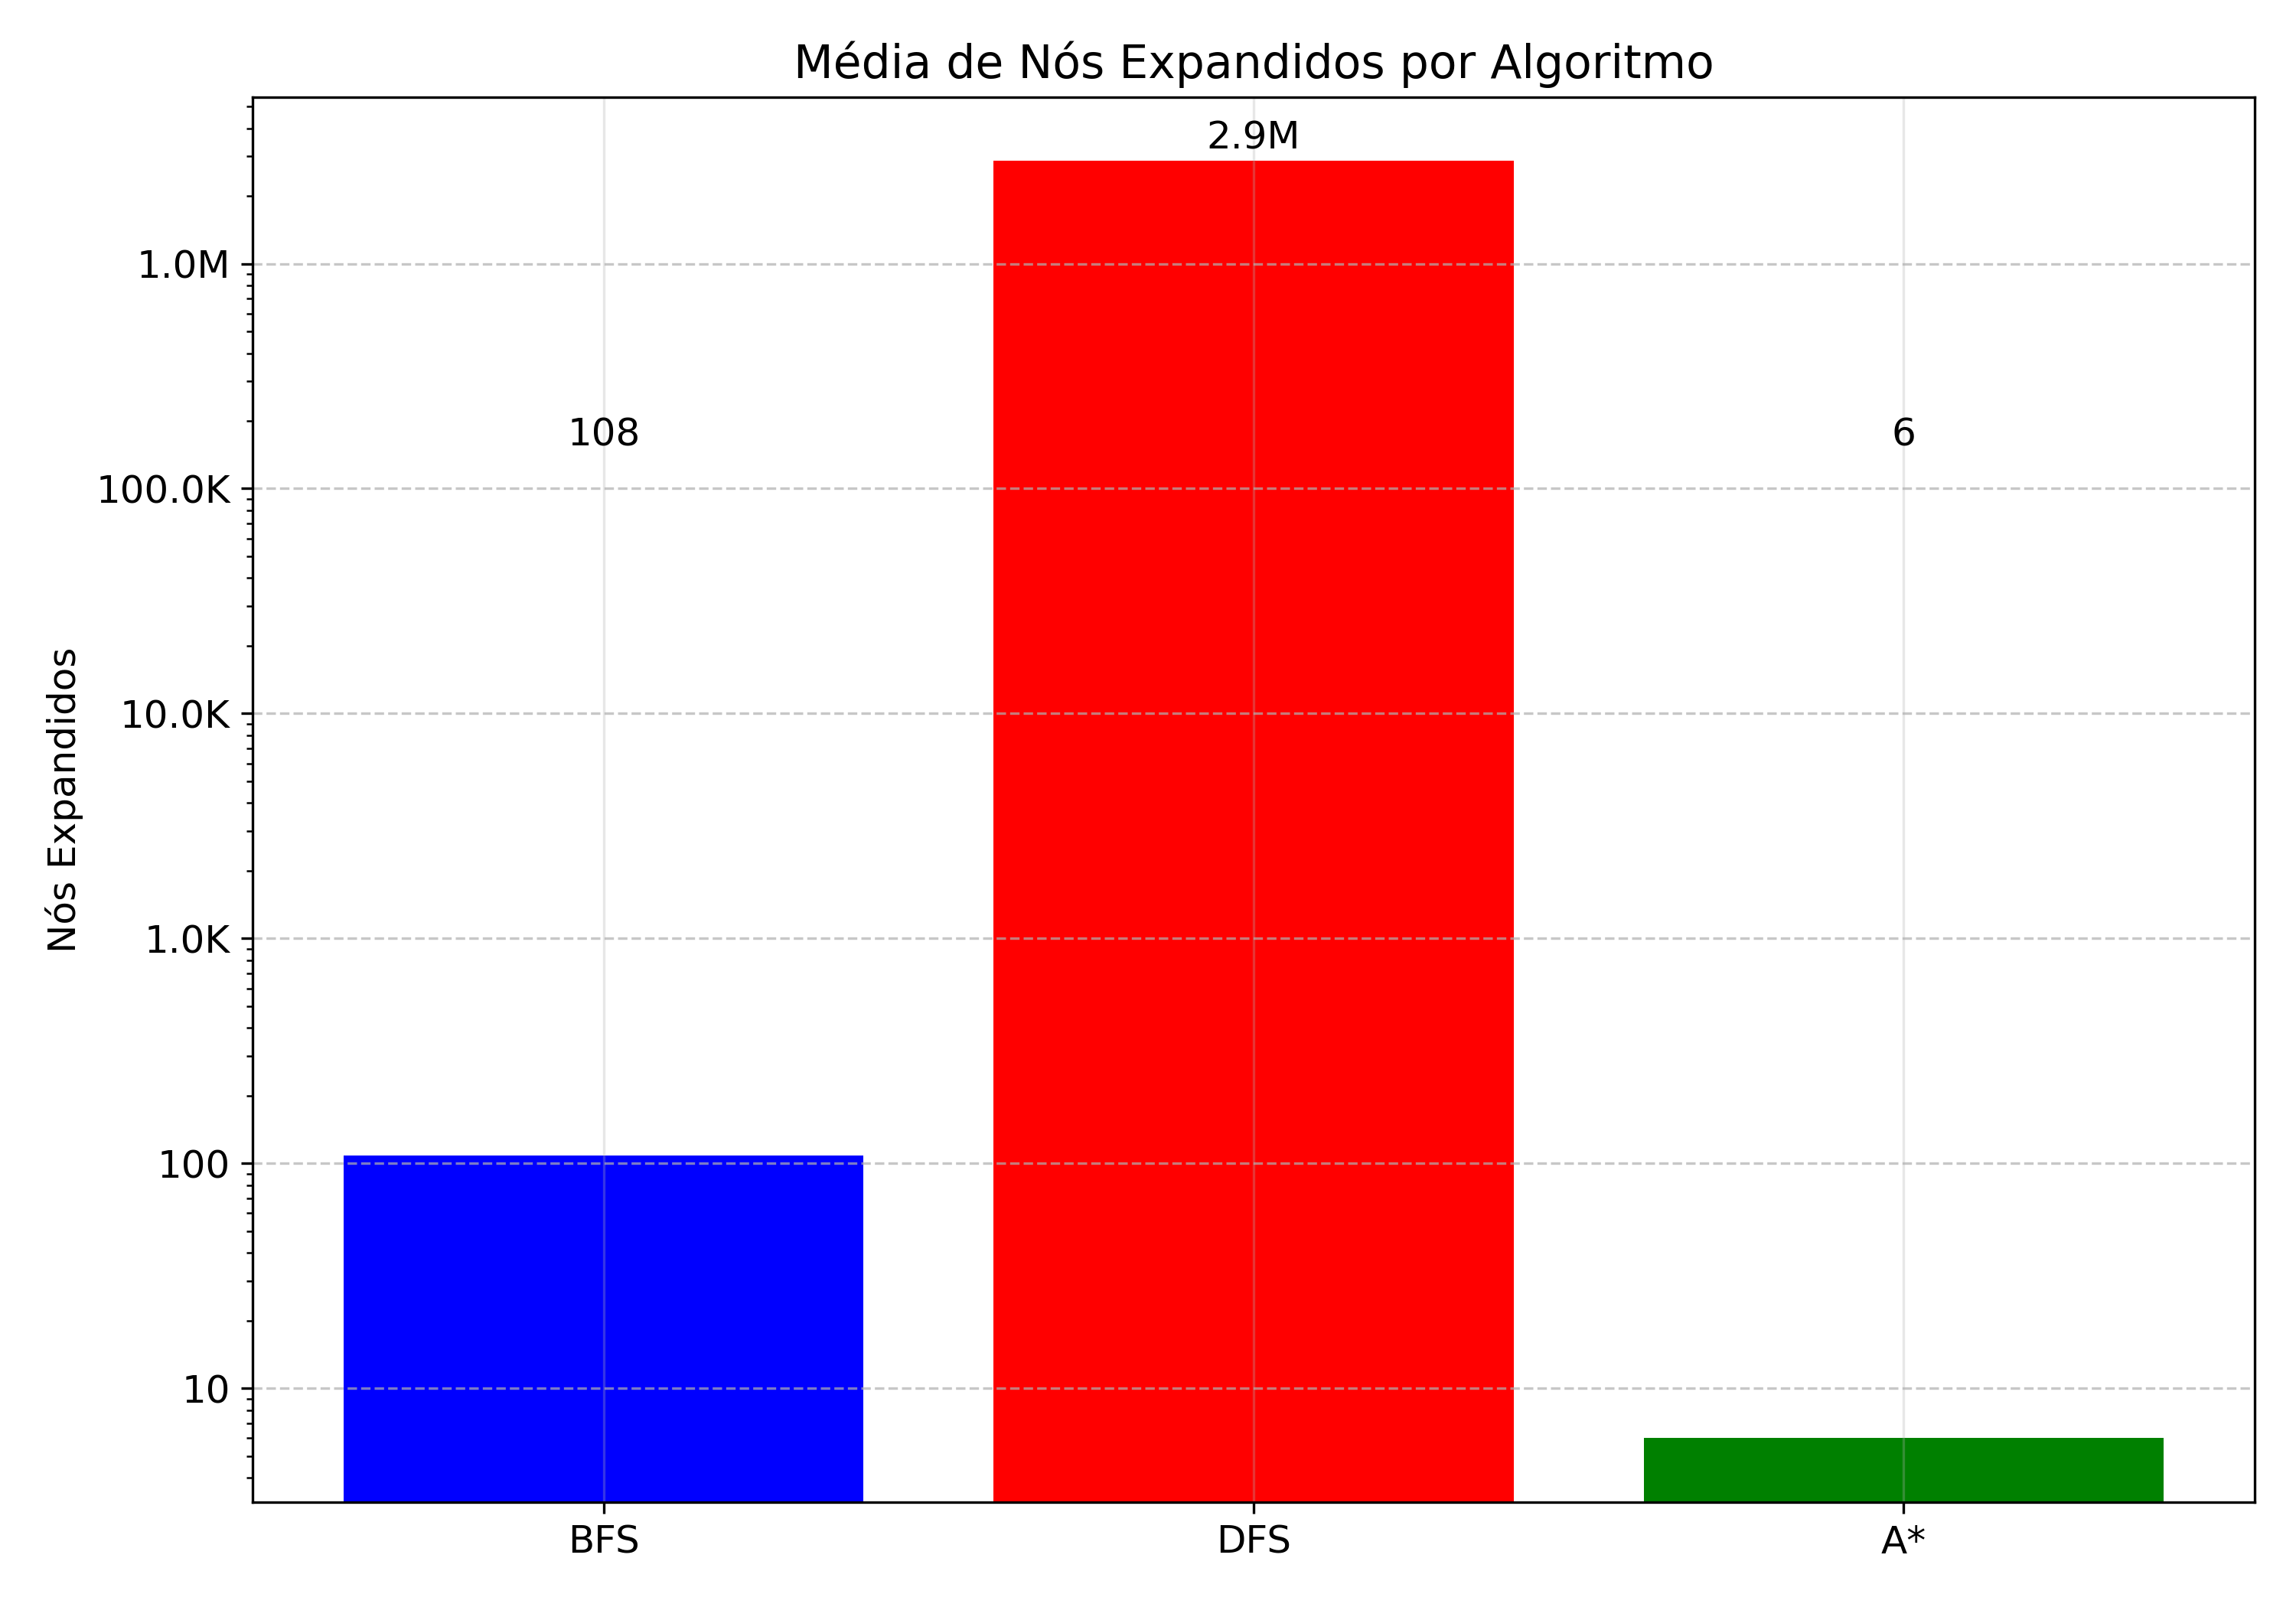 Média de Nós Expandidos por Algoritmo
2.9M
1.0M
108
6
100.0K
10.0K
Nós Expandidos
1.0K
100
10
BFS
DFS
A*